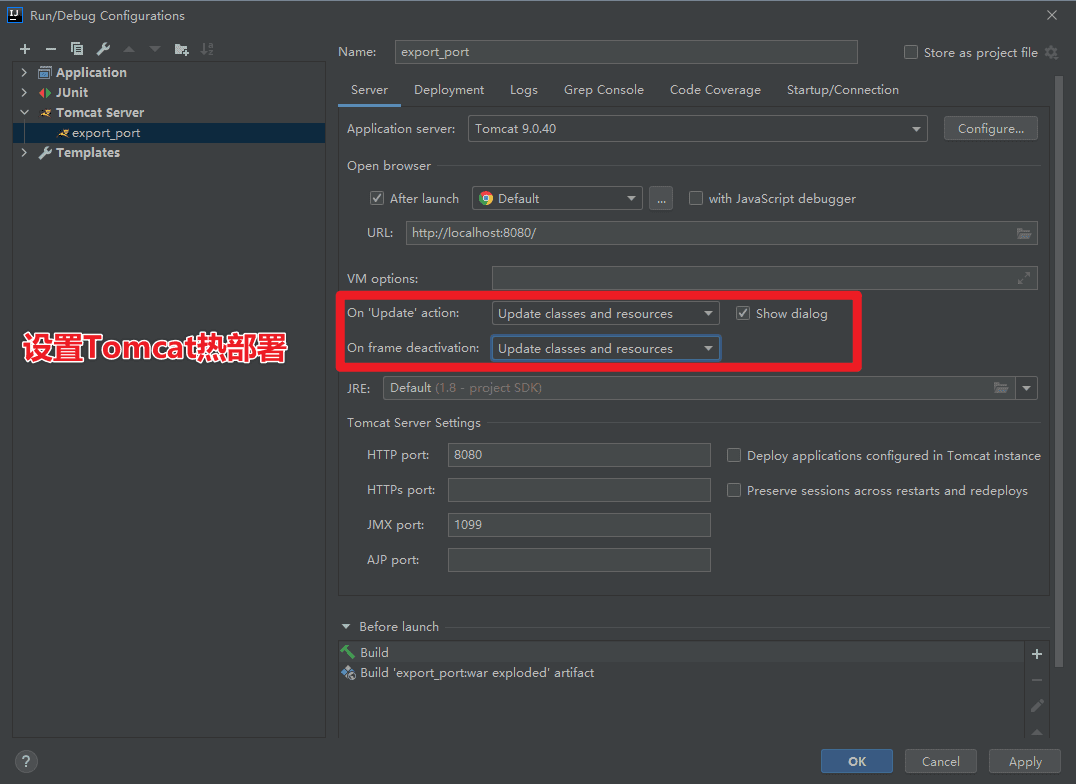 Run/Debug Configurations
Name: export_port Store as project file
Application
JUnit
Tomcat Server
export_port
Templates
Server Deployment Logs Grep Console Code Coverage Startup/Connection
Application server: Tomcat 9.0.40 Configure...
Open browser
After launch Default ... with JavaScript debugger
URL: http://localhost:8080/
VM options:
On 'Update' action: Update classes and resources Show dialog
On frame deactivation: Update classes and resources
设置Tomcat热部署
JRE: Default (1.8 - project SDK)
Tomcat Server Settings
HTTP port: 8080 Deploy applications configured in Tomcat instance
HTTPs port: Preserve sessions across restarts and redeploys
JMX port: 1099
AJP port:
Before launch
Build
Build 'export_port:war exploded' artifact
? OK Cancel Apply